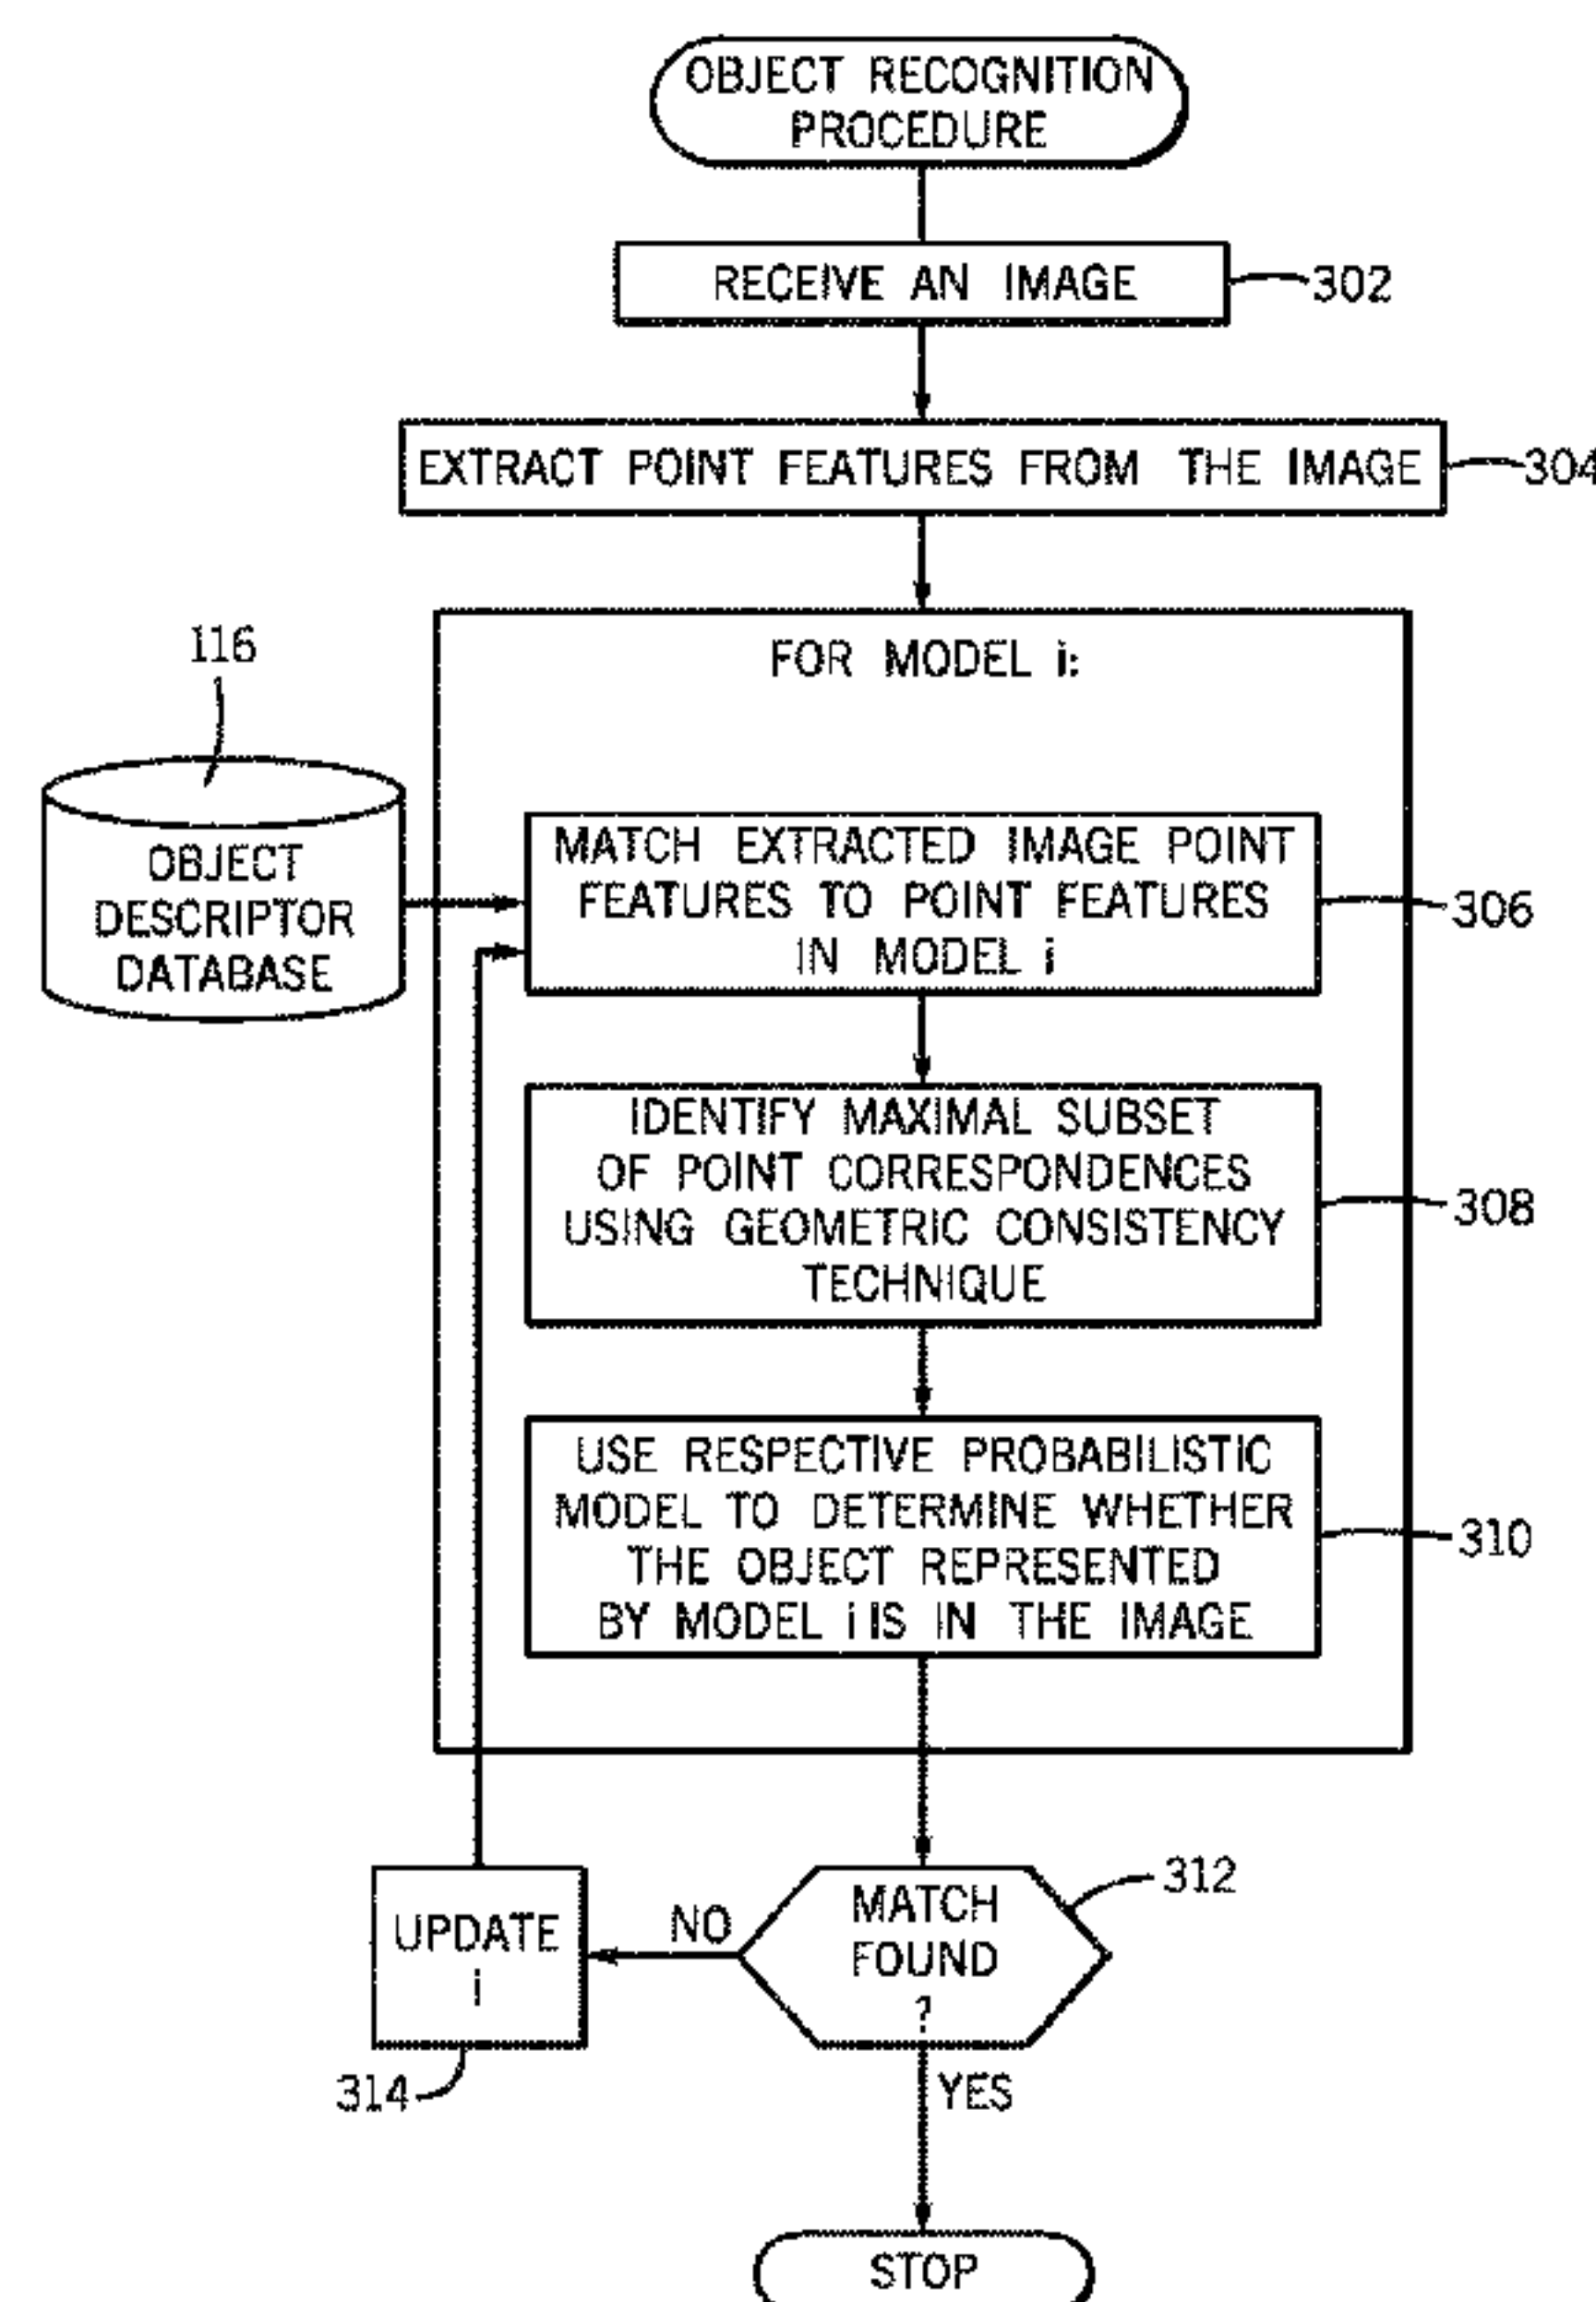 OBJECT RECOGNITION
PROCEDURE
RECEIVE AN IMAGE
302
EXTRACT POINT FEATURES FROM THE IMAGE
304
FOR MODEL i:
116
OBJECT
DESCRIPTOR
DATABASE
MATCH EXTRACTED IMAGE POINT
FEATURES TO POINT FEATURES
IN MODEL i
306
IDENTIFY MAXIMAL SUBSET
OF POINT CORRESPONDENCES
USING GEOMETRIC CONSISTENCY
TECHNIQUE
308
USE RESPECTIVE PROBABILISTIC
MODEL TO DETERMINE WHETHER
THE OBJECT REPRESENTED
BY MODEL i IS IN THE IMAGE
310
MATCH
FOUND
?
312
NO
UPDATE
i
314
YES
STOP